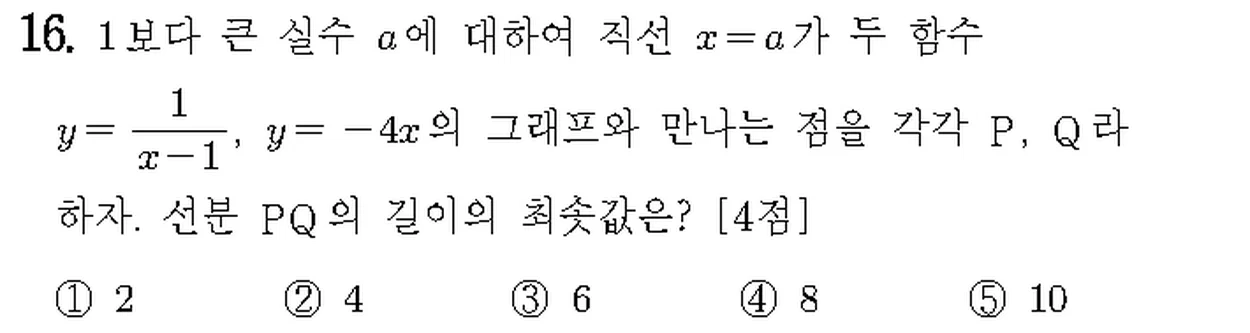 16. 1보다 큰 실수 a에 대하여 직선 x=a가 두 함수
y=1/(x-1), y=-4x의 그래프와 만나는 점을 각각 P, Q라
하자. 선분 PQ의 길이의 최솟값은? [4점]
① 2 ② 4 ③ 6 ④ 8 ⑤ 10